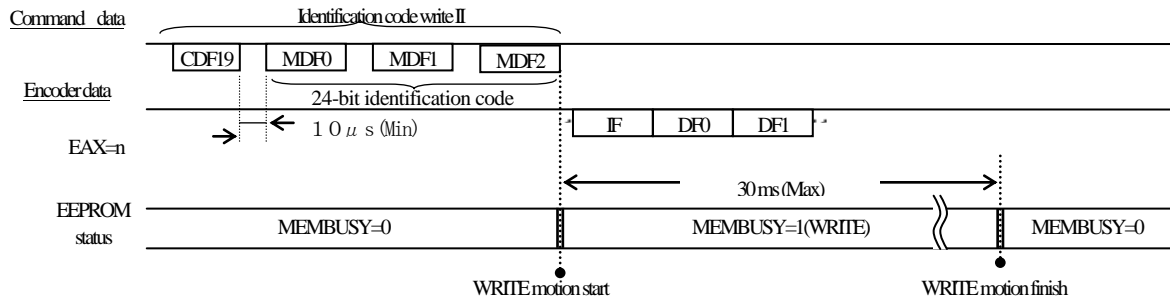 Command data
Identification code write II
CDF19 MDF0 MDF1 MDF2
Encoder data
24-bit identification code
IF DF0 DF1
１０μｓ(Min)
EAX=n
30 ms (Max)
EEPROM
status
MEMBUSY=0 MEMBUSY=1(WRITE) MEMBUSY=0
WRITE motion start WRITE motion finish